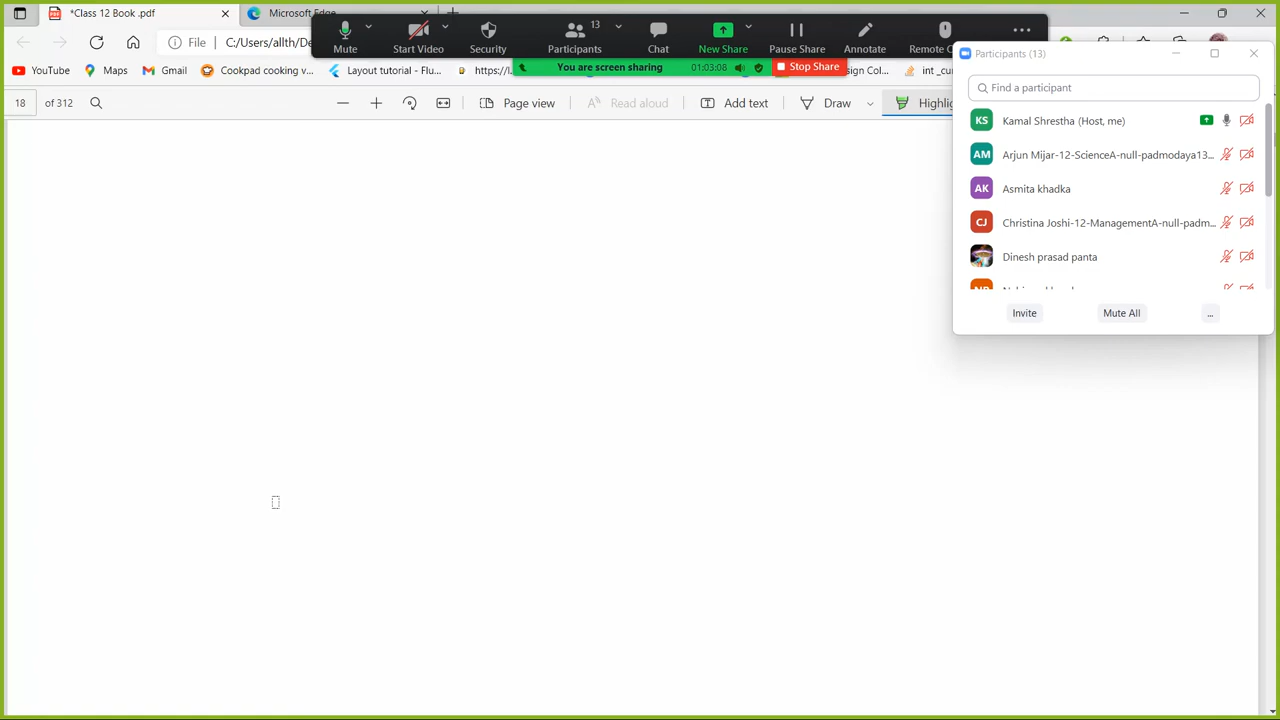 *Class 12 Book .pdf
Microsoft Edge
File
C:/Users/allth/De
Mute
Start Video
Security
13
Participants
Chat
New Share
Pause Share
Annotate
Remote C
You are screen sharing
01:03:08
Stop Share
YouTube
Maps
Gmail
Cookpad cooking v...
Layout tutorial - Flu...
https://
sign Col...
int _cu
18 of 312
Page view
Read aloud
Add text
Draw
Highlig
Participants (13)
Find a participant
KS Kamal Shrestha (Host, me)
AM Arjun Mijar-12-ScienceA-null-padmodaya13...
AK Asmita khadka
CJ Christina Joshi-12-ManagementA-null-padm...
Dinesh prasad panta
Invite
Mute All
...